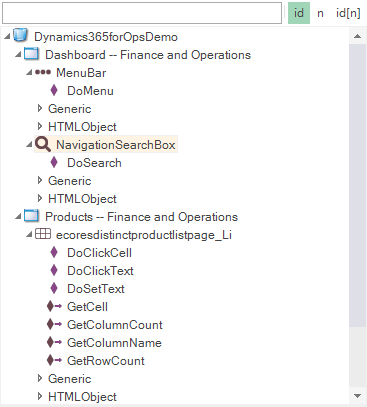 id n id[n]
Dynamics365forOpsDemo
Dashboard -- Finance and Operations
MenuBar
DoMenu
Generic
HTMLObject
NavigationSearchBox
DoSearch
Generic
HTMLObject
Products -- Finance and Operations
ecoresdistinctproductlistpage_Li
DoClickCell
DoClickText
DoSetText
GetCell
GetColumnCount
GetColumnName
GetRowCount
Generic
HTMLObject